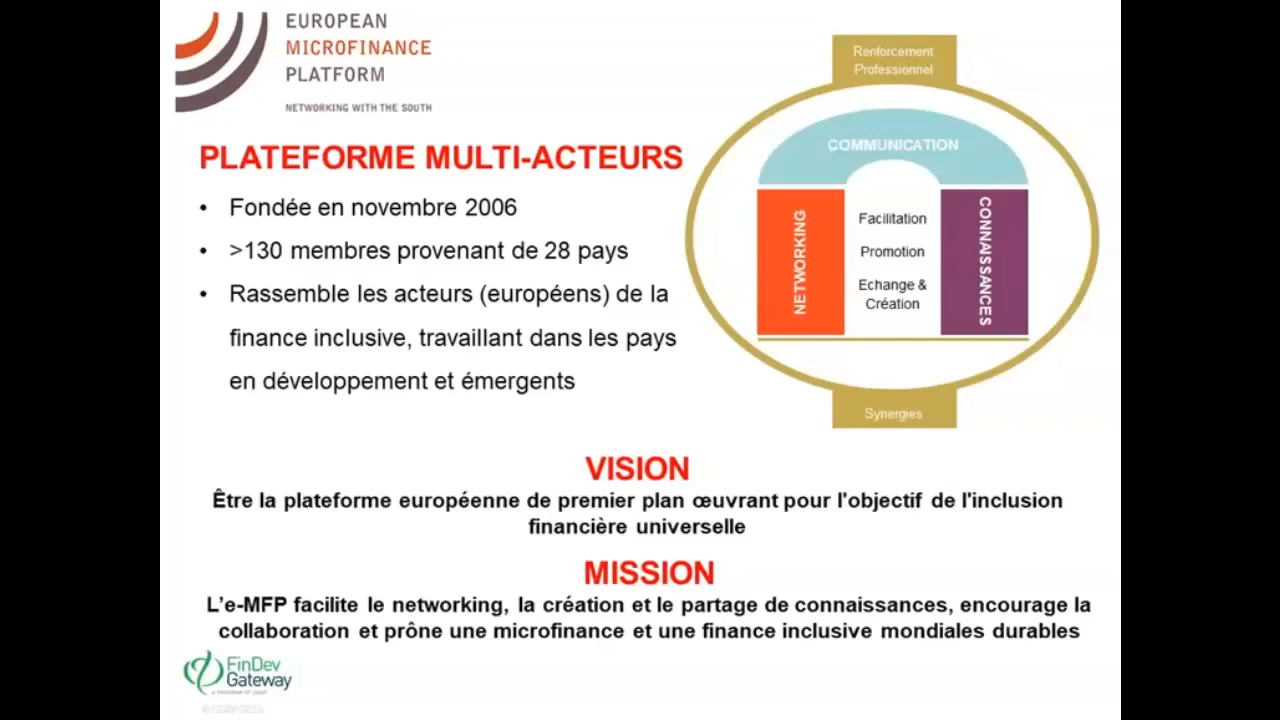 EUROPEAN
MICROFINANCE
PLATFORM
NETWORKING WITH THE SOUTH
PLATEFORME MULTI-ACTEURS
• Fondée en novembre 2006
• >130 membres provenant de 28 pays
• Rassemble les acteurs (européens) de la
finance inclusive, travaillant dans les pays
en développement et émergents
Renforcement
Professionnel
COMMUNICATION
NETWORKING
Facilitation
Promotion
Echange &
Création
CONNAISSANCES
Synergies
VISION
Être la plateforme européenne de premier plan œuvrant pour l'objectif de l'inclusion
financière universelle
MISSION
L’e-MFP facilite le networking, la création et le partage de connaissances, encourage la
collaboration et prône une microfinance et une finance inclusive mondiales durables
FinDev
Gateway